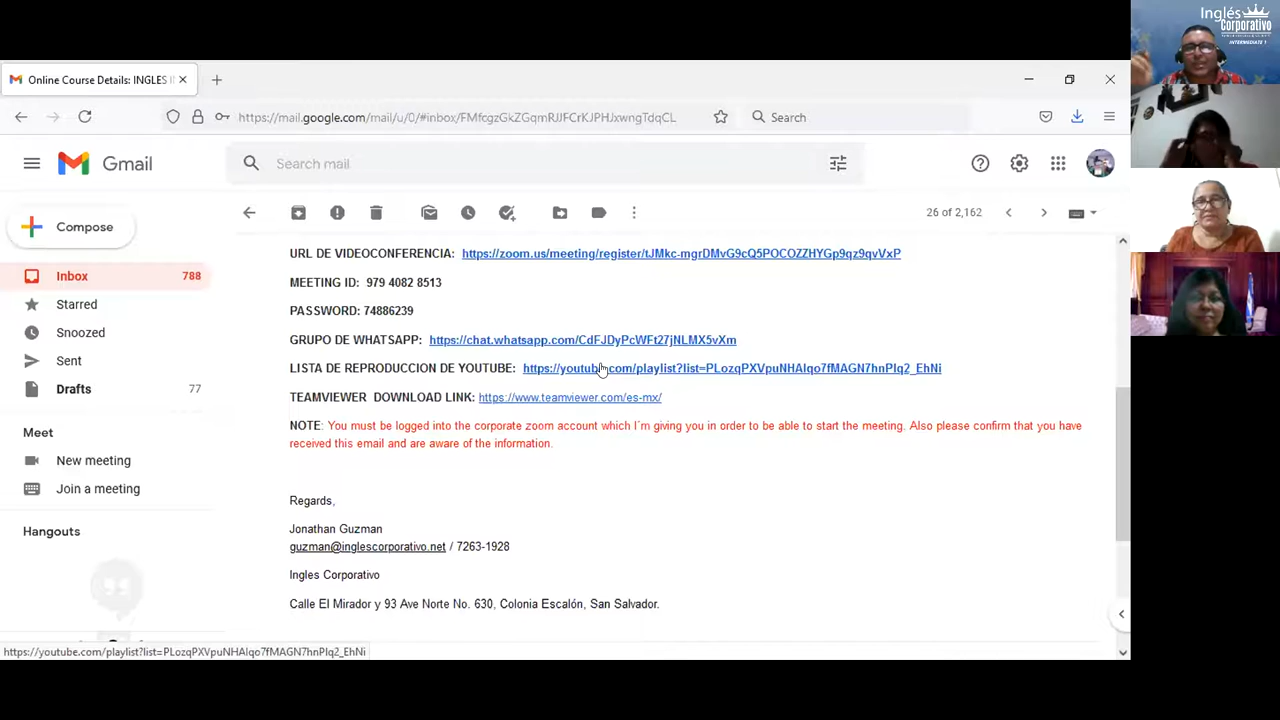 Inglés
Corporativo
INTERMEDIATE 1
Online Course Details: INGLES I
https://mail.google.com/mail/u/0/#inbox/FMfcgzGkZGqmRJJFCrKJPHJxwngTdqCL
Search
Gmail
Search mail
Compose
26 of 2,162
Inbox 788
Starred
Snoozed
Sent
Drafts 77
Meet
New meeting
Join a meeting
Hangouts
URL DE VIDEOCONFERENCIA: https://zoom.us/meeting/register/tJMkc-mgrDMvG9cQ5POCOZZHYGp9qz9qvVxP
MEETING ID: 979 4082 8513
PASSWORD: 74886239
GRUPO DE WHATSAPP: https://chat.whatsapp.com/CdFJDyPcWFt27jNLMX5vXm
LISTA DE REPRODUCCION DE YOUTUBE: https://youtube.com/playlist?list=PLozqPXVpuNHAlqo7fMAGN7hnPlq2_EhNi
TEAMVIEWER DOWNLOAD LINK: https://www.teamviewer.com/es-mx/
NOTE: You must be logged into the corporate zoom account which I´m giving you in order to be able to start the meeting. Also please confirm that you have
received this email and are aware of the information.
Regards,
Jonathan Guzman
guzman@inglescorporativo.net / 7263-1928
Ingles Corporativo
Calle El Mirador y 93 Ave Norte No. 630, Colonia Escalón, San Salvador.
https://youtube.com/playlist?list=PLozqPXVpuNHAlqo7fMAGN7hnPlq2_EhNi